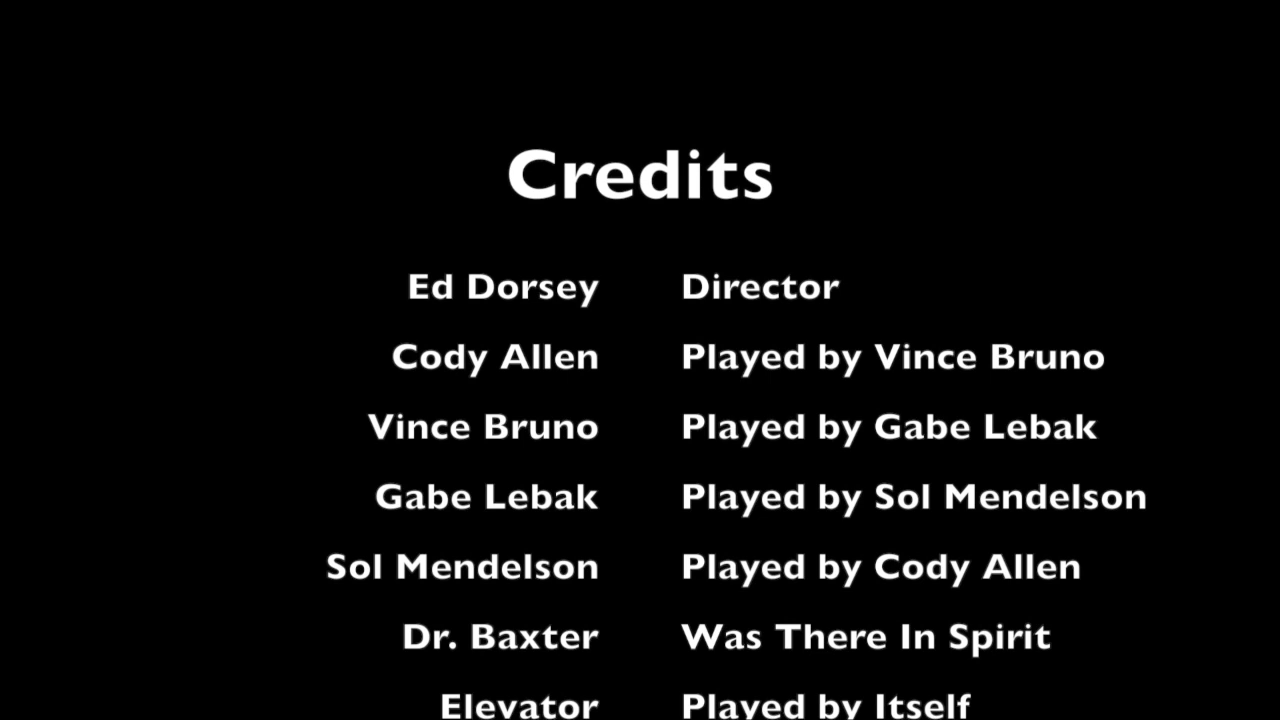 Credits
Ed Dorsey Director
Cody Allen Played by Vince Bruno
Vince Bruno Played by Gabe Lebak
Gabe Lebak Played by Sol Mendelson
Sol Mendelson Played by Cody Allen
Dr. Baxter Was There In Spirit
Elevator Played by Itself